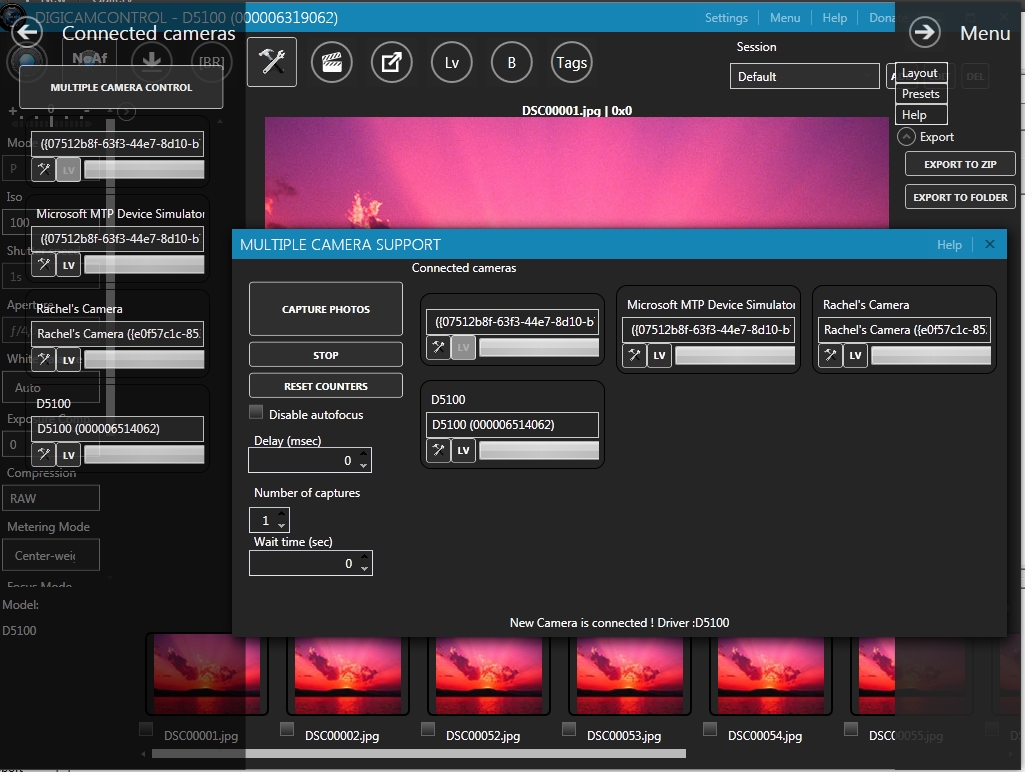 DIGICAMCONTROL - D5100 (000006319062)
Settings
Menu
Help
Dona
Connected cameras
Menu
NoAf
[BR]
Lv
B
Tags
Session
Default
DEL
Layout
Presets
Help
Export
EXPORT TO ZIP
EXPORT TO FOLDER
MULTIPLE CAMERA CONTROL
+ 0 -
DSC00001.jpg | 0x0
Mode
P
({07512b8f-63f3-44e7-8d10-b
LV
Iso
100
Microsoft MTP Device Simulator
({07512b8f-63f3-44e7-8d10-b
LV
Shut
1s
Aperture
Rachel's Camera
Rachel's Camera ({e0f57c1c-85
LV
Whit
Auto
D5100
D5100 (000006514062)
LV
Exposure Comp
0
Compression
RAW
Metering Mode
Center-wei
Focus Mode
Model:
D5100
MULTIPLE CAMERA SUPPORT
Help
Connected cameras
CAPTURE PHOTOS
STOP
RESET COUNTERS
Disable autofocus
Delay (msec)
0
Number of captures
1
Wait time (sec)
0
({07512b8f-63f3-44e7-8d10-b
LV
Microsoft MTP Device Simulator
({07512b8f-63f3-44e7-8d10-b
LV
Rachel's Camera
Rachel's Camera ({e0f57c1c-85
LV
D5100
D5100 (000006514062)
LV
New Camera is connected ! Driver :D5100
DSC00001.jpg
DSC00002.jpg
DSC00052.jpg
DSC00053.jpg
DSC00054.jpg
DSC00055.jpg